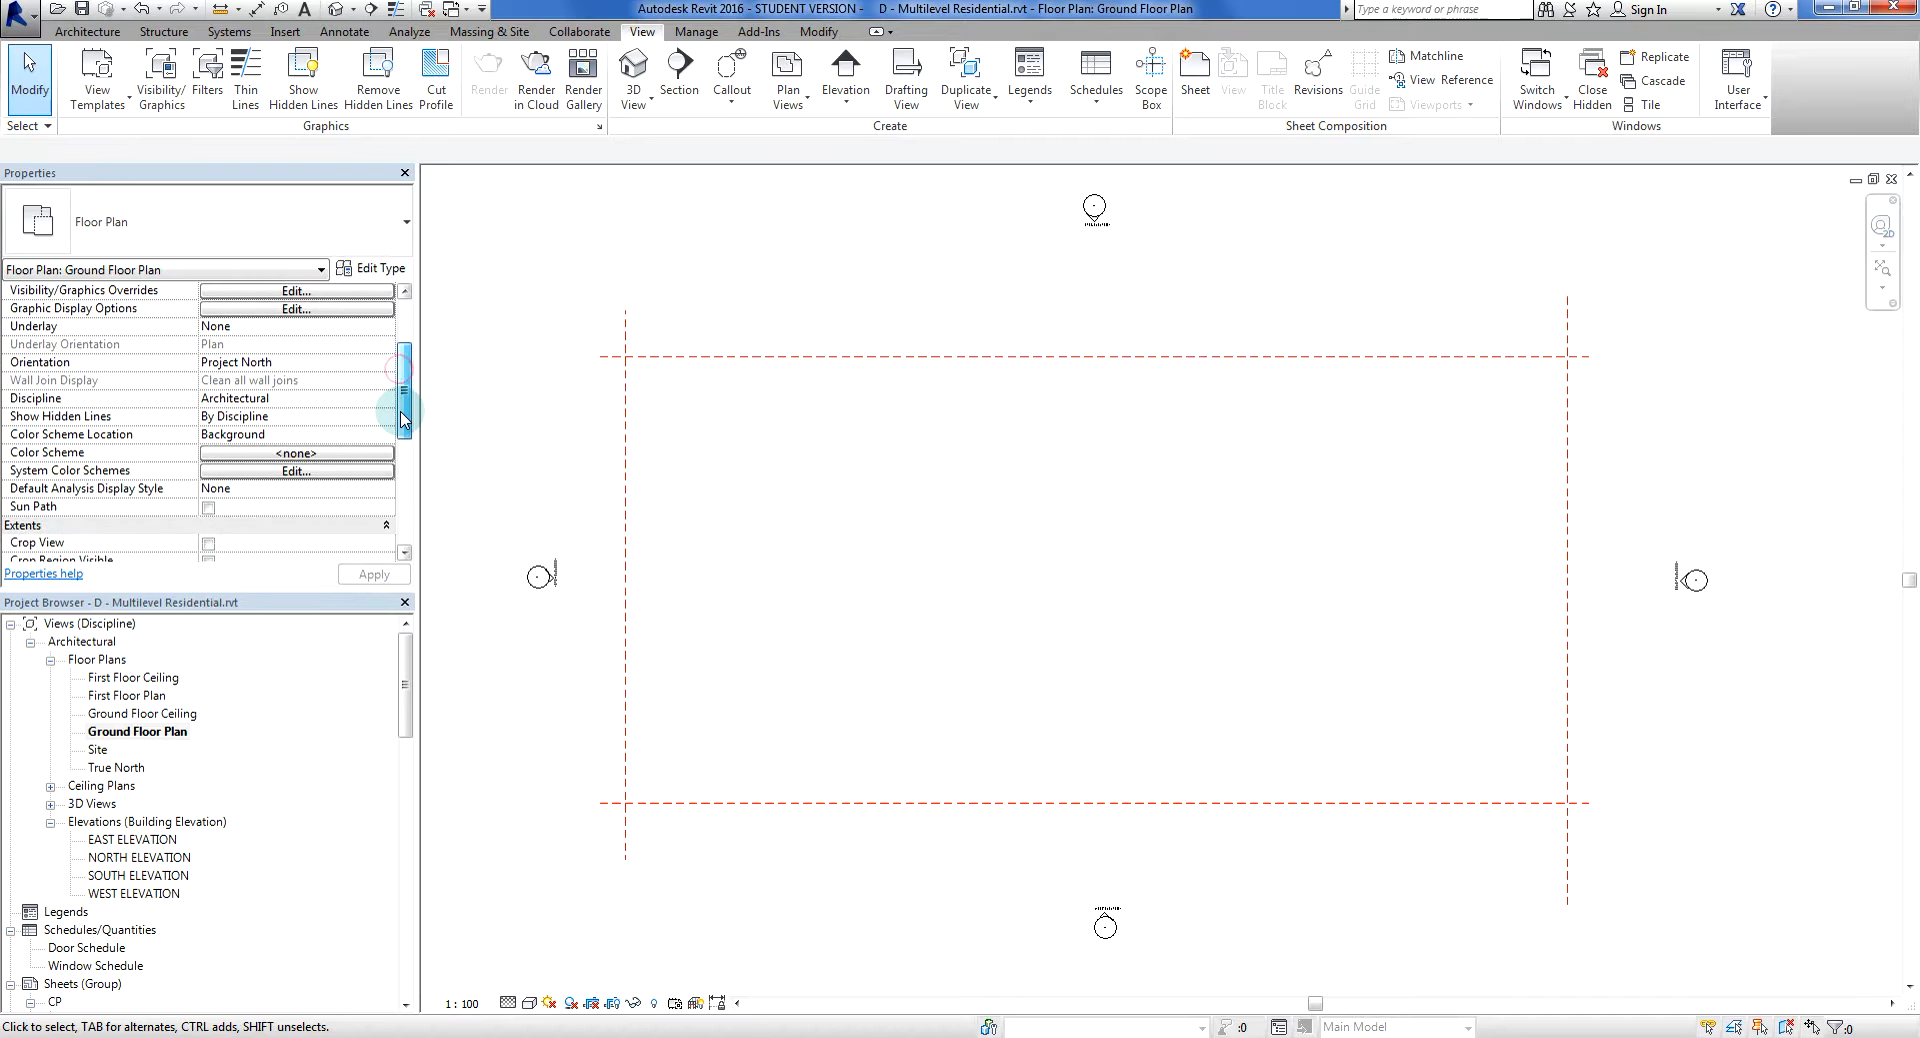 Autodesk Revit 2016 - STUDENT VERSION - D - Multilevel Residential.rvt - Floor Plan: Ground Floor Plan
Type a keyword or phrase
Sign In
Architecture Structure Systems Insert Annotate Analyze Massing & Site Collaborate View Manage Add-Ins Modify
Modify
View Templates
Visibility/ Graphics
Filters
Thin Lines
Show Hidden Lines
Remove Hidden Lines
Cut Profile
Render
Render in Cloud
Render Gallery
3D View
Section
Callout
Plan Views
Elevation
Drafting View
Duplicate View
Legends
Schedules
Scope Box
Sheet
View
Title Block
Revisions
Guide Grid
Matchline
View Reference
Viewports
Switch Windows
Close Hidden
Replicate
Cascade
Tile
User Interface
Select Graphics Create Sheet Composition Windows
Properties
Floor Plan
Floor Plan: Ground Floor Plan Edit Type
Visibility/Graphics Overrides Edit...
Graphic Display Options Edit...
Underlay None
Underlay Orientation Plan
Orientation Project North
Wall Join Display Clean all wall joins
Discipline Architectural
Show Hidden Lines By Discipline
Color Scheme Location Background
Color Scheme <none>
System Color Schemes Edit...
Default Analysis Display Style None
Sun Path
Extents
Crop View
Crop Region Visible
Properties help Apply
Project Browser - D - Multilevel Residential.rvt
Views (Discipline)
Architectural
Floor Plans
First Floor Ceiling
First Floor Plan
Ground Floor Ceiling
Ground Floor Plan
Site
True North
Ceiling Plans
3D Views
Elevations (Building Elevation)
EAST ELEVATION
NORTH ELEVATION
SOUTH ELEVATION
WEST ELEVATION
Legends
Schedules/Quantities
Door Schedule
Window Schedule
Sheets (Group)
CP
2D
1 : 100
Click to select, TAB for alternates, CTRL adds, SHIFT unselects.
:0
Main Model
:0